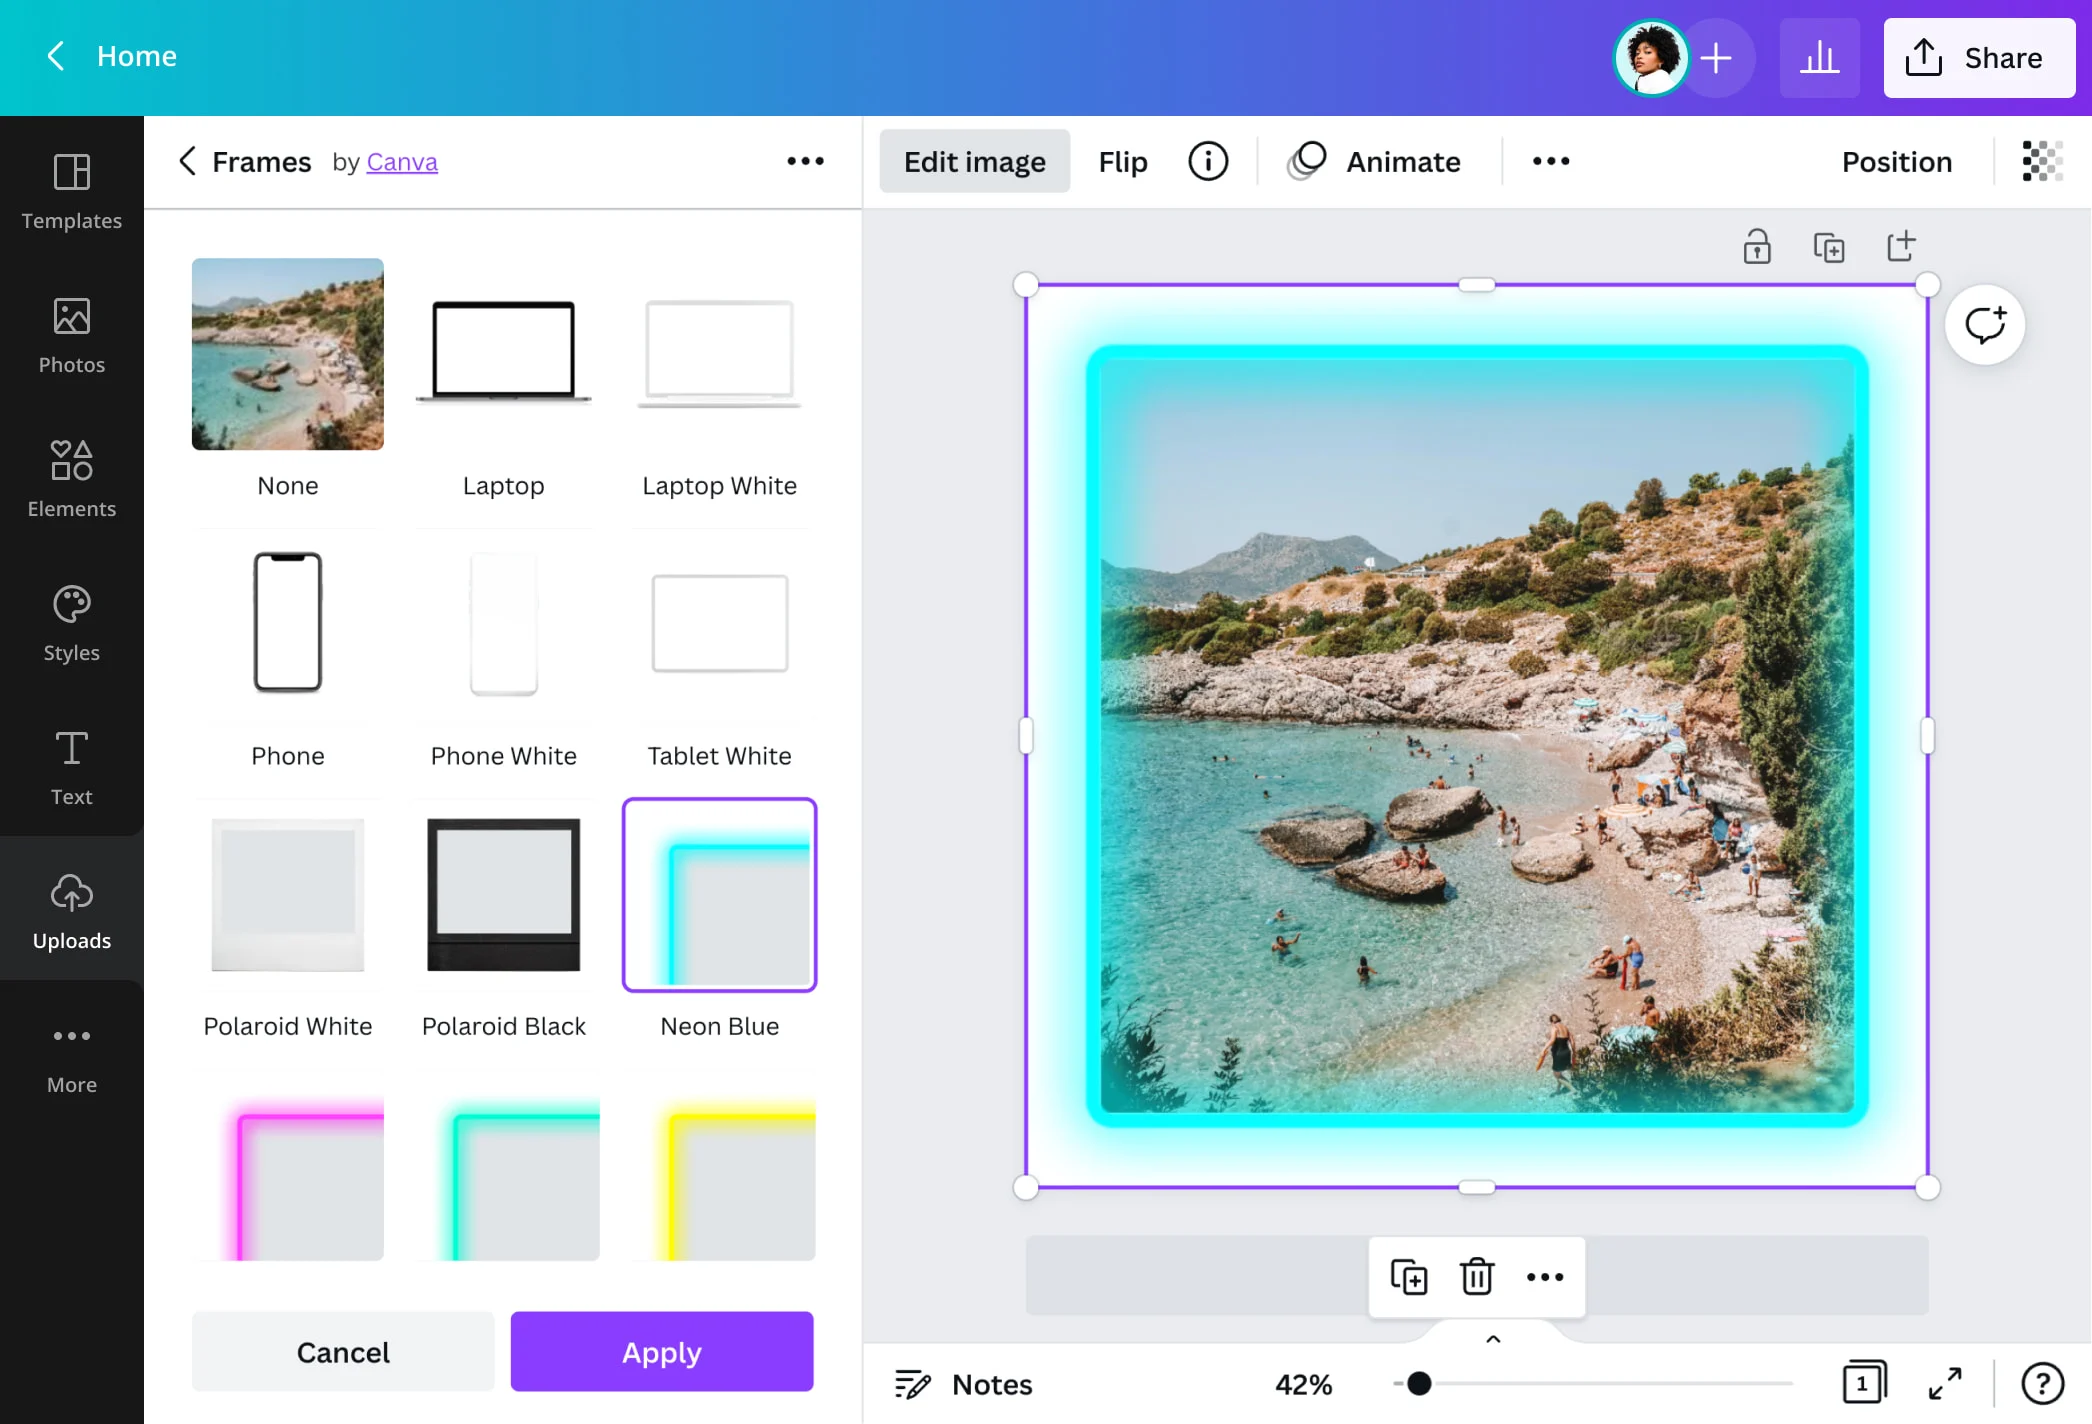 Home
Share
Templates
Photos
Elements
Styles
Text
Uploads
More
Frames by Canva
Edit image
Flip
Animate
Position
None
Laptop
Laptop White
Phone
Phone White
Tablet White
Polaroid White
Polaroid Black
Neon Blue
Cancel
Apply
Notes
42%
1
?